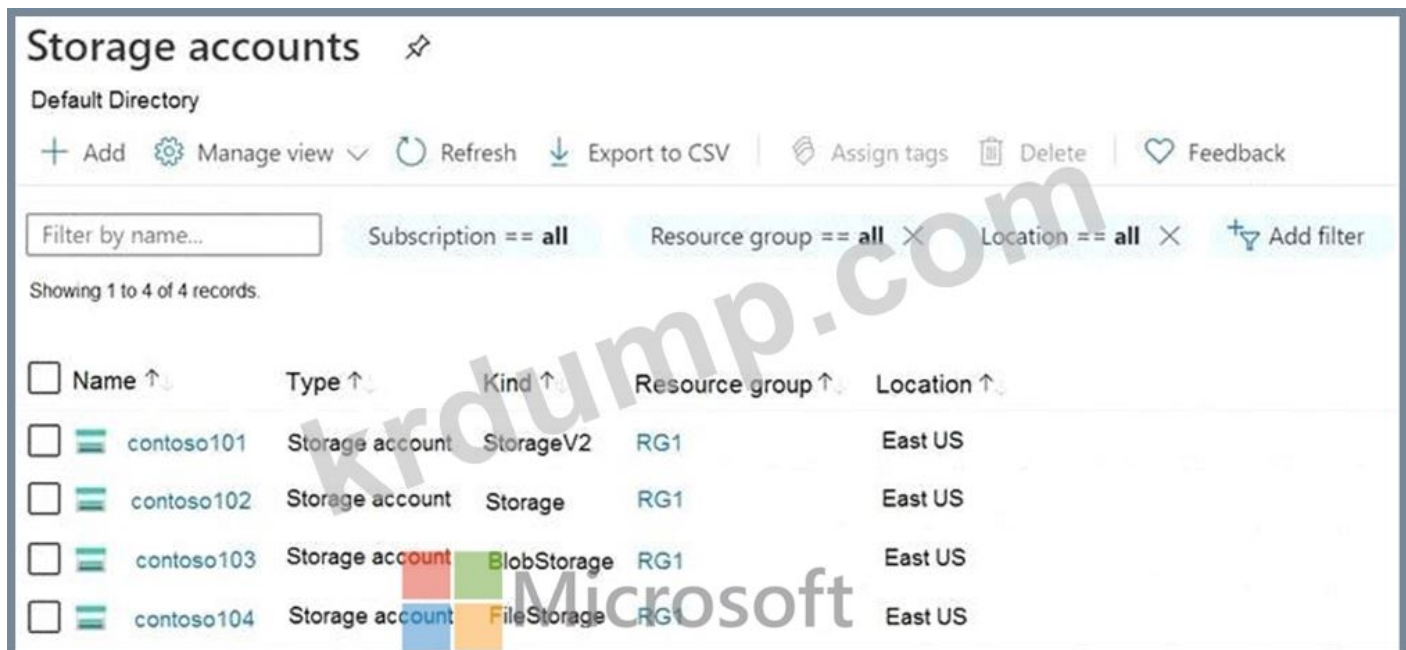 Storage accounts
Default Directory
Add Manage view Refresh Export to CSV Assign tags Delete Feedback
Filter by name... Subscription == all Resource group == all Location == all Add filter
Showing 1 to 4 of 4 records.
Name Type Kind Resource group Location
contoso101 Storage account StorageV2 RG1 East US
contoso102 Storage account Storage RG1 East US
contoso103 Storage account BlobStorage RG1 East US
contoso104 Storage account FileStorage RG1 East US
krdump.com
Microsoft